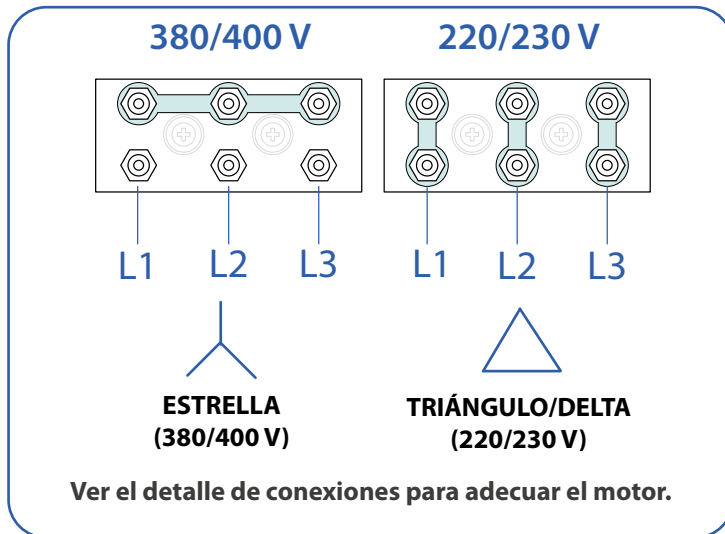 380/400 V 220/230 V
L1 L2 L3 L1 L2 L3
ESTRELLA
(380/400 V)
TRIÁNGULO/DELTA
(220/230 V)
Ver el detalle de conexiones para adecuar el motor.